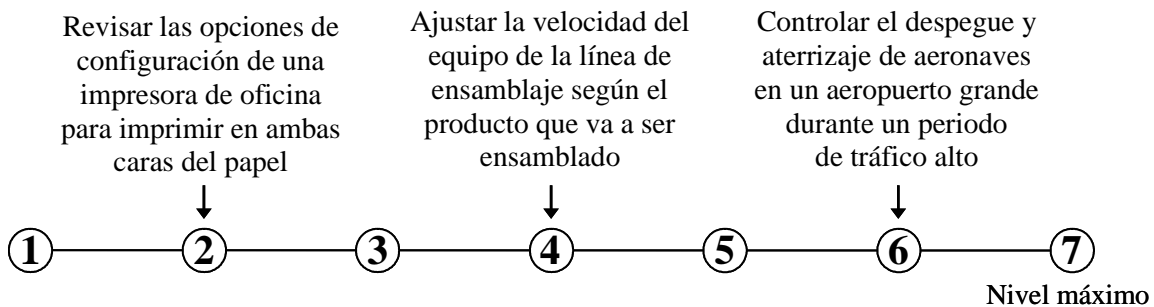 Revisar las opciones de
configuración de una
impresora de oficina
para imprimir en ambas
caras del papel
Ajustar la velocidad del
equipo de la línea de
ensamblaje según el
producto que va a ser
ensamblado
Controlar el despegue y
aterrizaje de aeronaves
en un aeropuerto grande
durante un periodo
de tráfico alto
1 2 3 4 5 6 7
Nivel máximo